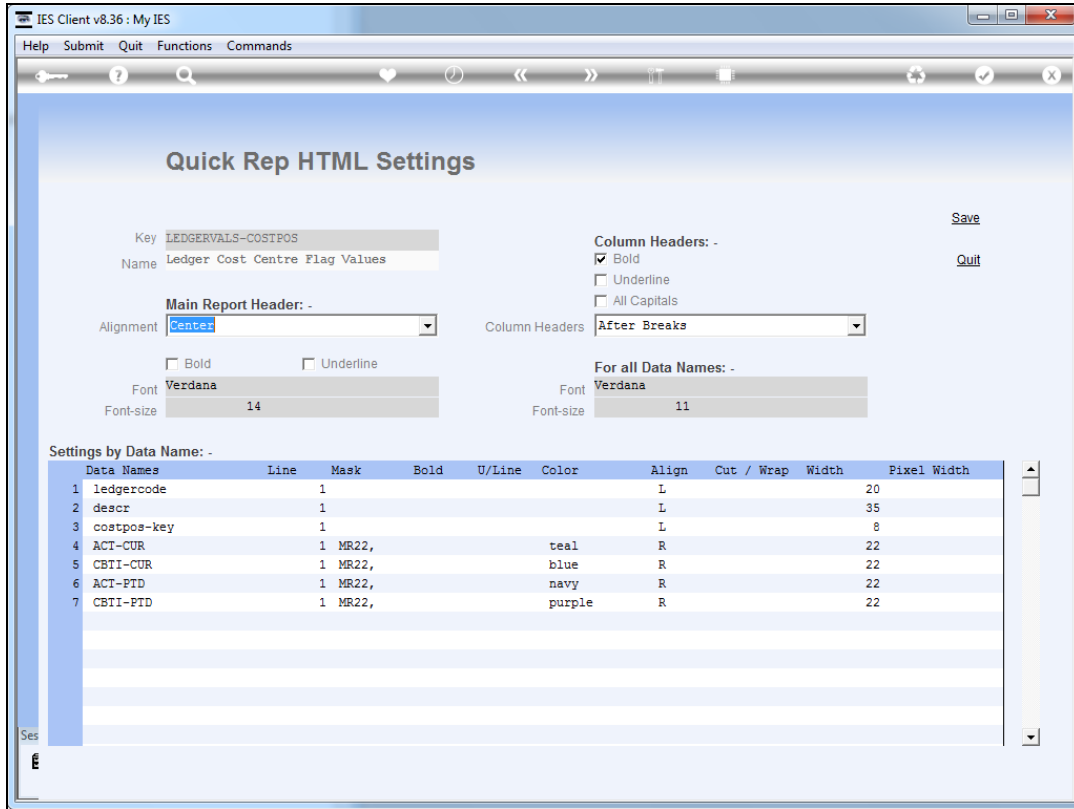 IES Client v8.36 : My IES
Help Submit Quit Functions Commands
Quick Rep HTML Settings
Save
Key LEDGERVALS-COSTPOS
Column Headers: -
Name Ledger Cost Centre Flag Values
Bold
Quit
Underline
Main Report Header: -
All Capitals
Alignment Center
Column Headers After Breaks
Bold Underline
For all Data Names: -
Font Verdana
Font Verdana
Font-size 14
Font-size 11
Settings by Data Name: -
Data Names Line Mask Bold U/Line Color Align Cut / Wrap Width Pixel Width
1 ledgercode 1 L 20
2 descr 1 L 35
3 costpos-key 1 L 8
4 ACT-CUR 1 MR22, teal R 22
5 CBTI-CUR 1 MR22, blue R 22
6 ACT-PTD 1 MR22, navy R 22
7 CBTI-PTD 1 MR22, purple R 22
Ses